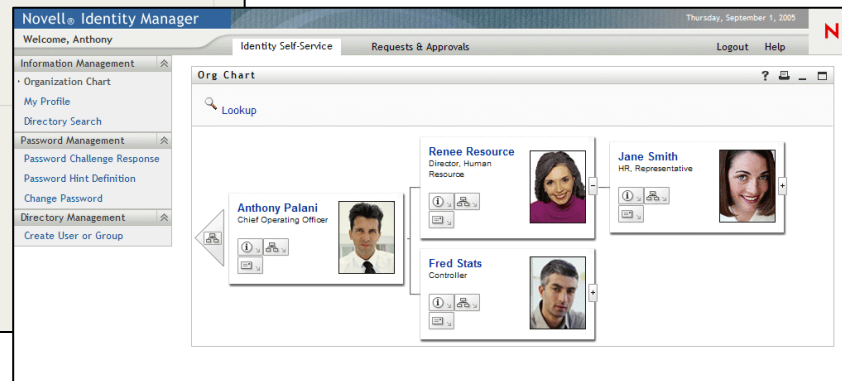 Novell® Identity Manager
Thursday, September 1, 2005
N
Welcome, Anthony
Identity Self-Service
Requests & Approvals
Logout
Help
Information Management
Organization Chart
My Profile
Directory Search
Password Management
Password Challenge Response
Password Hint Definition
Change Password
Directory Management
Create User or Group
Org Chart
?
Lookup
Anthony Palani
Chief Operating Officer
Renee Resource
Director, Human
Resource
Jane Smith
HR, Representative
Fred Stats
Controller